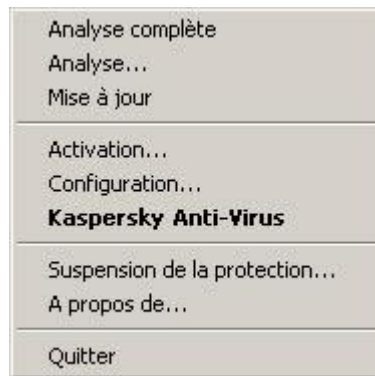 Analyse complète
Analyse...
Mise à jour
Activation...
Configuration...
Kaspersky Anti-Virus
Suspension de la protection...
A propos de...
Quitter